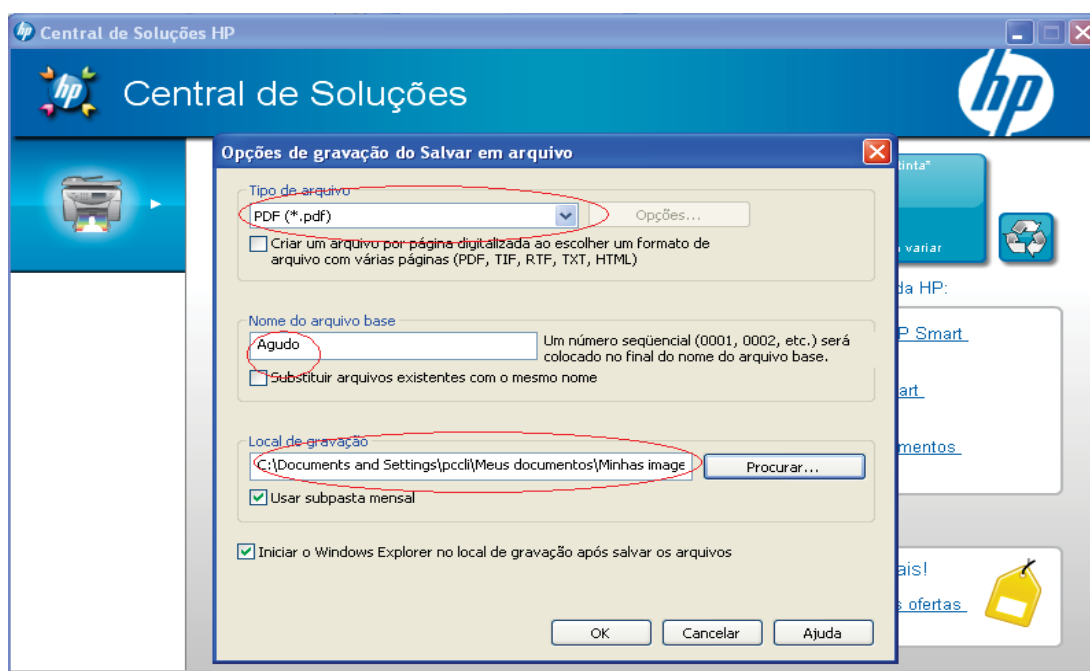 Central de Soluções HP
hp Central de Soluções
hp
Opções de gravação do Salvar em arquivo
Tipo de arquivo
PDF (*.pdf)
Opções...
Criar um arquivo por página digitalizada ao escolher um formato de
arquivo com várias páginas (PDF, TIF, RTF, TXT, HTML)
Nome do arquivo base
Agudo
Um número seqüencial (0001, 0002, etc.) será
colocado no final do nome do arquivo base.
Substituir arquivos existentes com o mesmo nome
Local de gravação
C:\Documents and Settings\pccli\Meus documentos\Minhas image
Procurar...
Usar subpasta mensal
Iniciar o Windows Explorer no local de gravação após salvar os arquivos
OK
Cancelar
Ajuda
tinta"
variar
da HP:
P Smart
art
mentos
ais!
s ofertas